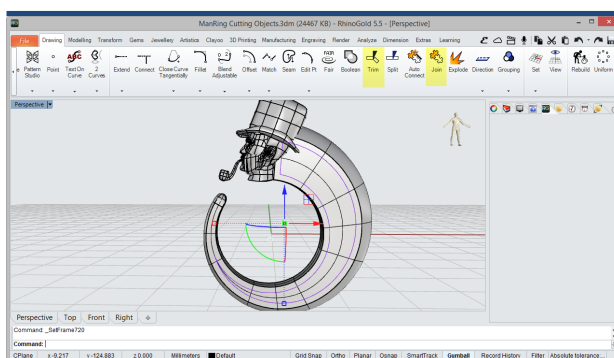 ManRing Cutting Objects.3dm (24467 KB) - RhinoGold 5.5 - [Perspective]
File Drawing Modelling Transform Gems Jewellery Artistics Clayoo 3D Printing Manufacturing Engraving Render Analyze Dimension Extras Learning
Pattern Studio Point Text On Curve 2 Curves Extend Connect Close Curve Tangentially Fillet Blend Adjustable Offset Match Seam Edit Pt Fair Boolean Trim Split Auto Connect Join Explode Direction Grouping Set View Rebuild Uniform
Perspective
Perspective Top Front Right
Command: _SetFrame720
Command:
CPlane x -9.217 y -124.883 z 0.000 Millimeters Default Grid Snap Ortho Planar Osnap SmartTrack Gumball Record History Filter Absolute tolerance:...